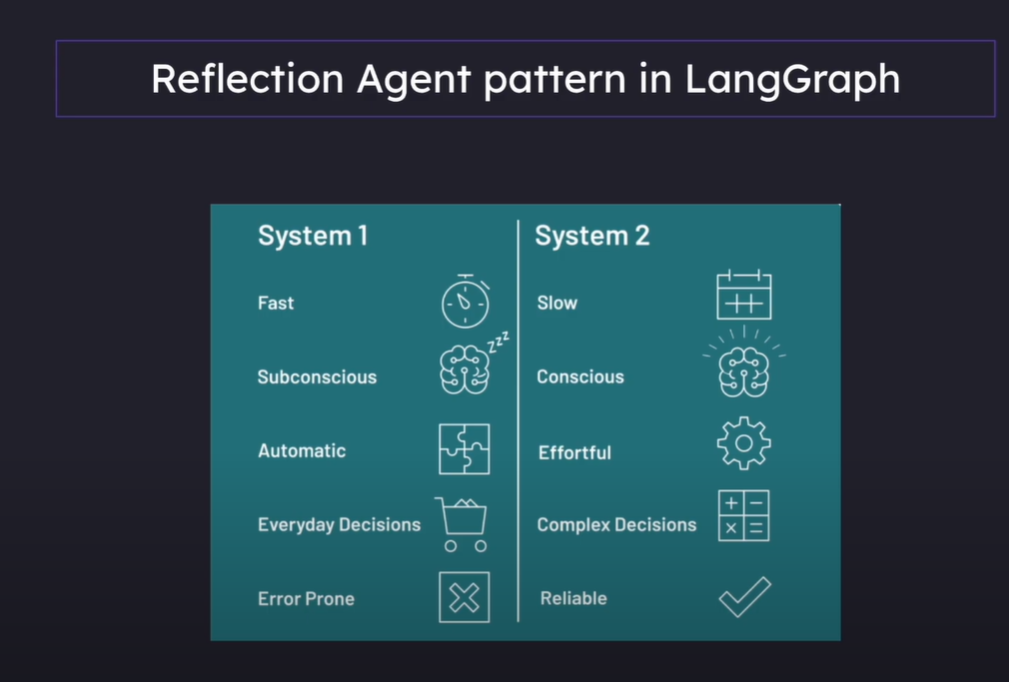 Reflection Agent pattern in LangGraph
System 1
Fast
zzz
Subconscious
Automatic
Everyday Decisions
Error Prone
System 2
Slow
Conscious
Effortful
Complex Decisions
+ −
× =
Reliable